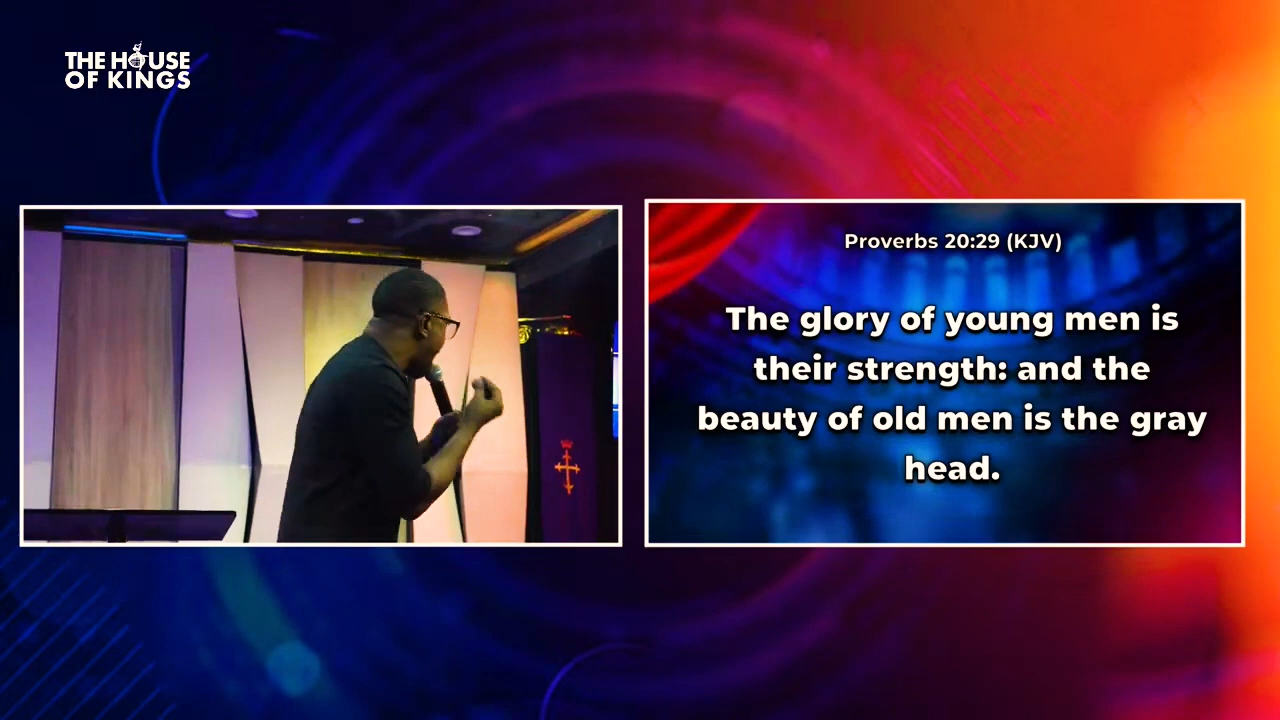 THE HOUSE
OF KINGS
Proverbs 20:29 (KJV)
The glory of young men is
their strength: and the
beauty of old men is the gray
head.